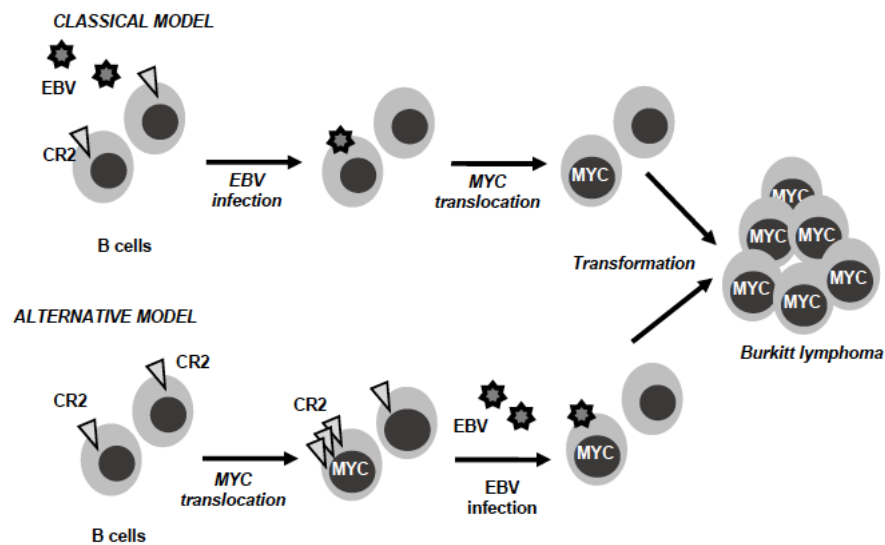 CLASSICAL MODEL
EBV
CR2
B cells
EBV
infection
MYC
translocation
MYC
Transformation
MYC
MYC
MYC
MYC
MYC
MYC
Burkitt lymphoma
ALTERNATIVE MODEL
CR2
CR2
B cells
MYC
translocation
CR2
MYC
EBV
EBV
infection
MYC